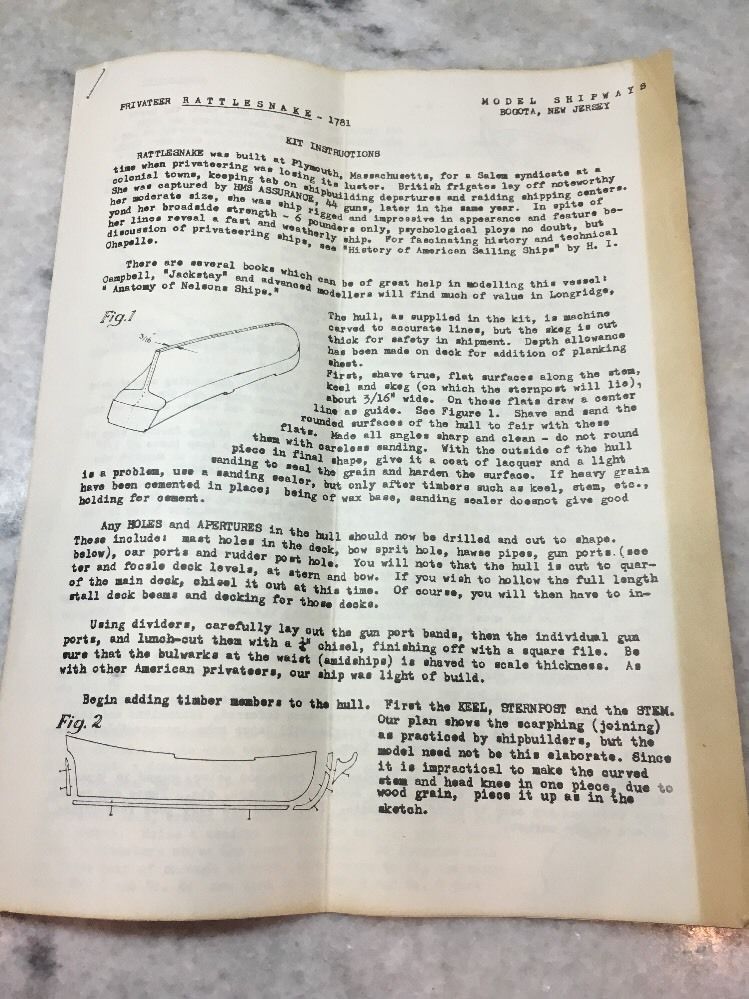 PRIVATEER RATTLESNAKE - 1781
MODEL SHIPWAYS
BOGOTA, NEW JERSEY
KIT INSTRUCTIONS
RATTLESNAKE was built at Plymouth, Massachusetts, for a Salem syndicate at a
time when privateering was losing its luster. British frigates lay off noteworthy
colonial towns, keeping tab on shipbuilding departures and raiding shipping centers.
She was captured by HMS ASSURANCE, 44 guns, later in the same year. In spite of
her moderate size, she was ship rigged and impressive in appearance and feature be-
yond her broadside strength - 6 pounders only, psychological ploys no doubt, but
her lines reveal a fast and weatherly ship. For fascinating history and technical
discussion of privateering ships, see "History of American Sailing Ships" by H. I.
Chapelle.
There are several books which can be of great help in modelling this vessel:
Campbell, "Jackstay" and advanced modellers will find much of value in Longridge,
" Anatomy of Nelsons Ships."
Fig.1
3/16"
The hull, as supplied in the kit, is machine
carved to accurate lines, but the skeg is cut
thick for safety in shipment. Depth allowance
has been made on deck for addition of planking
sheet.
First, shave true, flat surfaces along the stem,
keel and skeg (on which the sternpost will lie),
about 3/16" wide. On these flats draw a center
line as guide. See Figure 1. Shave and sand the
rounded surfaces of the hull to fair with these
flats. Made all angles sharp and clean - do not round
them with careless sanding. With the outside of the hull
piece in final shape, give it a coat of lacquer and a light
sanding to seal the grain and harden the surface. If heavy grain
is a problem, use a sanding sealer, but only after timbers such as keel, stem, etc.,
have been cemented in place; being of wax base, sanding sealer doesnot give good
holding for cement.
Any HOLES and APERTURES in the hull should now be drilled and cut to shape.
These include: mast holes in the deck, bow sprit hole, hawse pipes, gun ports (see
below), oar ports and rudder post hole. You will note that the hull is cut to quar-
ter and focsle deck levels, at stern and bow. If you wish to hollow the full length
of the main deck, chisel it out at this time. Of course, you will then have to in-
stall deck beams and decking for those decks.
Using dividers, carefully lay out the gun port bands, then the individual gun
ports, and lunch-cut them with a ¼" chisel, finishing off with a square file. Be
sure that the bulwarks at the waist (amidships) is shaved to scale thickness. As
with other American privateers, our ship was light of build.
Begin adding timber members to the hull. First the KEEL, STERNPOST and the STEM.
Fig. 2
Our plan shows the scarphing (joining)
as practiced by shipbuilders, but the
model need not be this elaborate. Since
it is impractical to make the curved
stem and head knee in one piece, due to
wood grain, piece it up as in the
sketch.